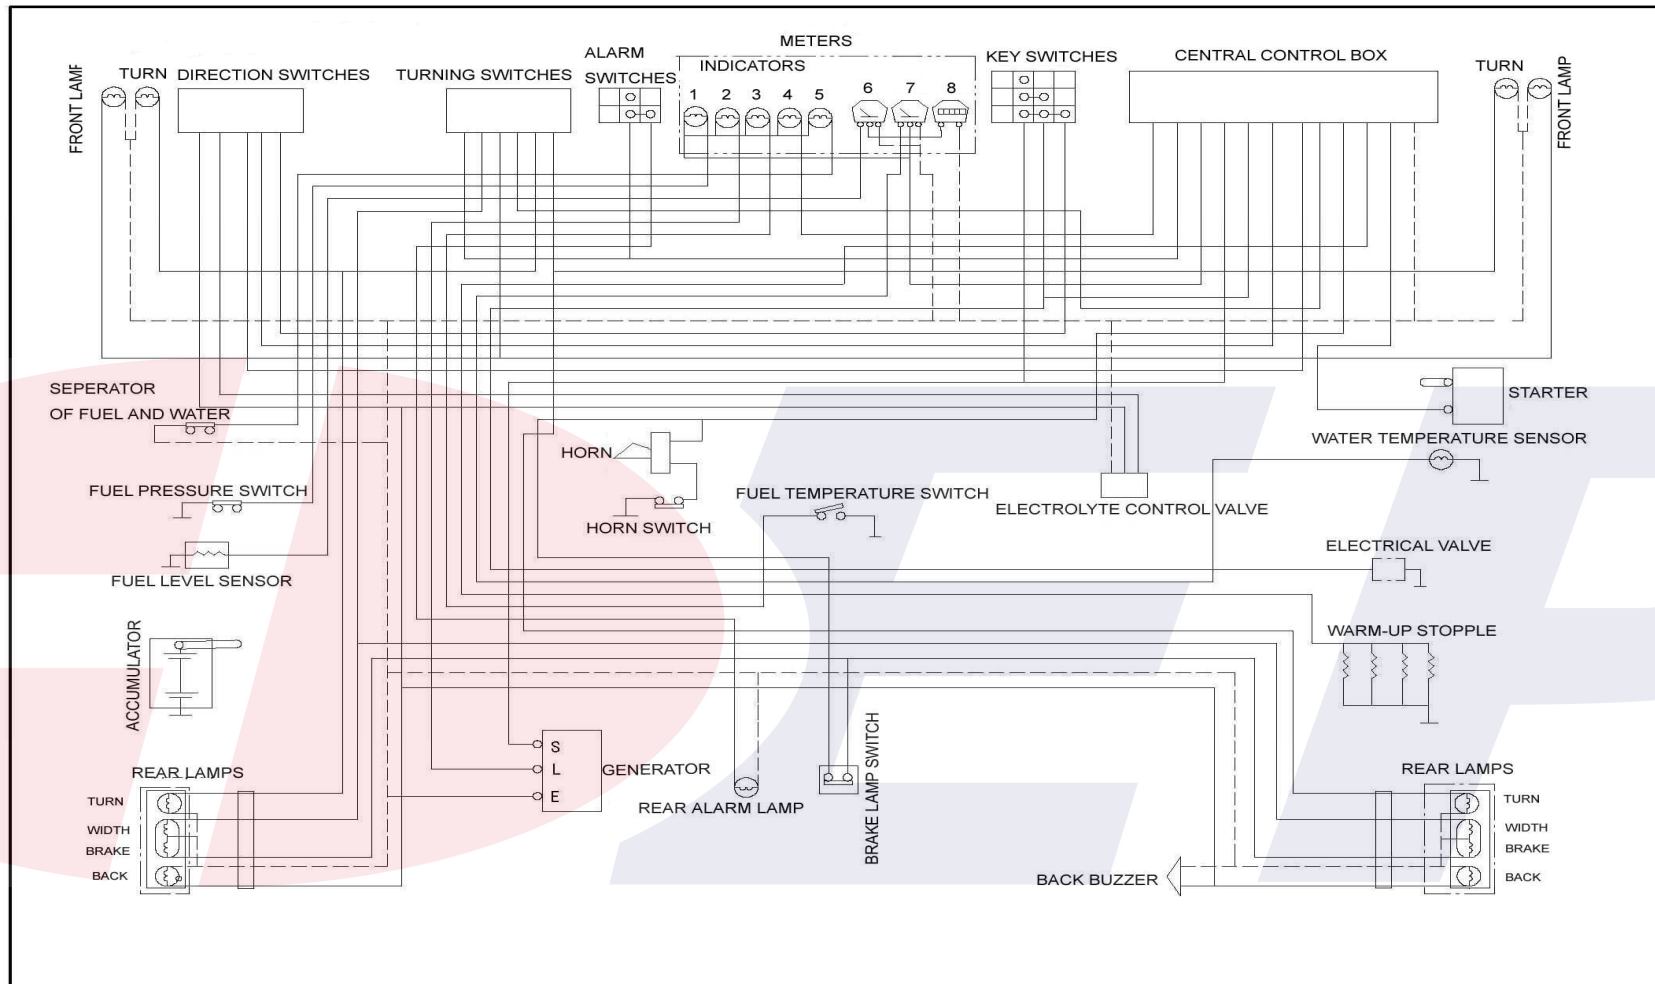 METERS
ALARM
SWITCHES
KEY SWITCHES
CENTRAL CONTROL BOX
FRONT LAMP
TURN
DIRECTION SWITCHES
TURNING SWITCHES
INDICATORS
TURN
FRONT LAMP
1 2 3 4 5 6 7 8
SEPERATOR
OF FUEL AND WATER
STARTER
WATER TEMPERATURE SENSOR
HORN
FUEL PRESSURE SWITCH
FUEL TEMPERATURE SWITCH
ELECTROLYTE CONTROL VALVE
HORN SWITCH
ELECTRICAL VALVE
FUEL LEVEL SENSOR
ACCUMULATOR
WARM-UP STOPPLE
S
L
E
GENERATOR
REAR ALARM LAMP
BRAKE LAMP SWITCH
REAR LAMPS
TURN
WIDTH
BRAKE
BACK
BACK BUZZER
REAR LAMPS
TURN
WIDTH
BRAKE
BACK